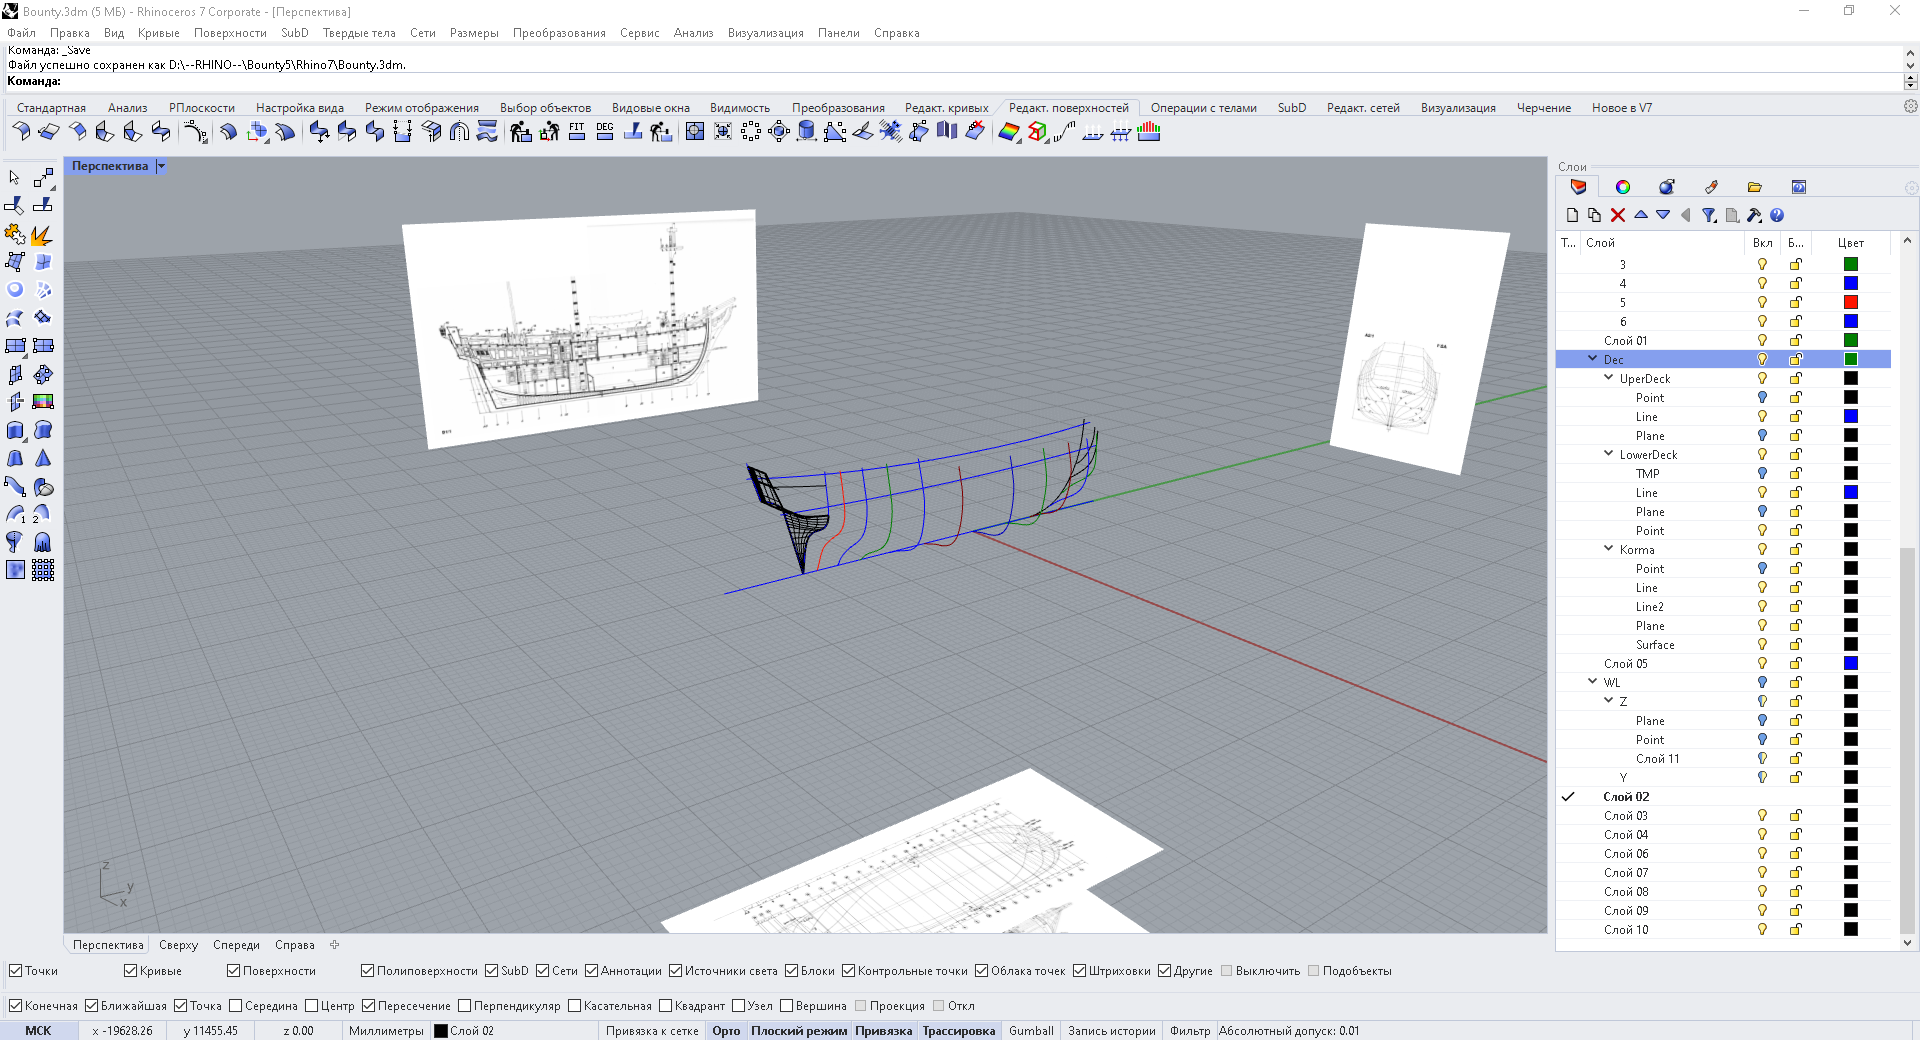 Bounty.3dm (5 МБ) - Rhinoceros 7 Corporate - [Перспектива]
Файл Правка Вид Кривые Поверхности SubD Твердые тела Сети Размеры Преобразования Сервис Анализ Визуализация Панели Справка
Команда: _Save
Файл успешно сохранен как D:\--RHINO--\Bounty5\Rhino7\Bounty.3dm.
Команда:
Стандартная Анализ РПлоскости Настройка вида Режим отображения Выбор объектов Видовые окна Видимость Преобразования Редакт. кривых Редакт. поверхностей Операции с телами SubD Редакт. сетей Визуализация Черчение Новое в V7
FIT DEG
Перспектива
Слои
Т... Слой Вкл Б... Цвет
3
4
5
6
Слой 01
Dec
UperDeck
Point
Line
Plane
LowerDeck
TMP
Line
Plane
Point
Korma
Point
Line
Line2
Plane
Surface
Слой 05
WL
Z
Plane
Point
Слой 11
Y
Слой 02
Слой 03
Слой 04
Слой 06
Слой 07
Слой 08
Слой 09
Слой 10
1 2
z
y
x
Перспектива Сверху Спереди Справа
Точки Кривые Поверхности Полиповерхности SubD Сети Аннотации Источники света Блоки Контрольные точки Облака точек Штриховки Другие Выключить Подобъекты
Конечная Ближайшая Точка Середина Центр Пересечение Перпендикуляр Касательная Квадрант Узел Вершина Проекция Откл
МСК x -19628.26 y 11455.45 z 0.00 Миллиметры Слой 02 Привязка к сетке Орто Плоский режим Привязка Трассировка Gumball Запись истории Фильтр Абсолютный допуск: 0.01